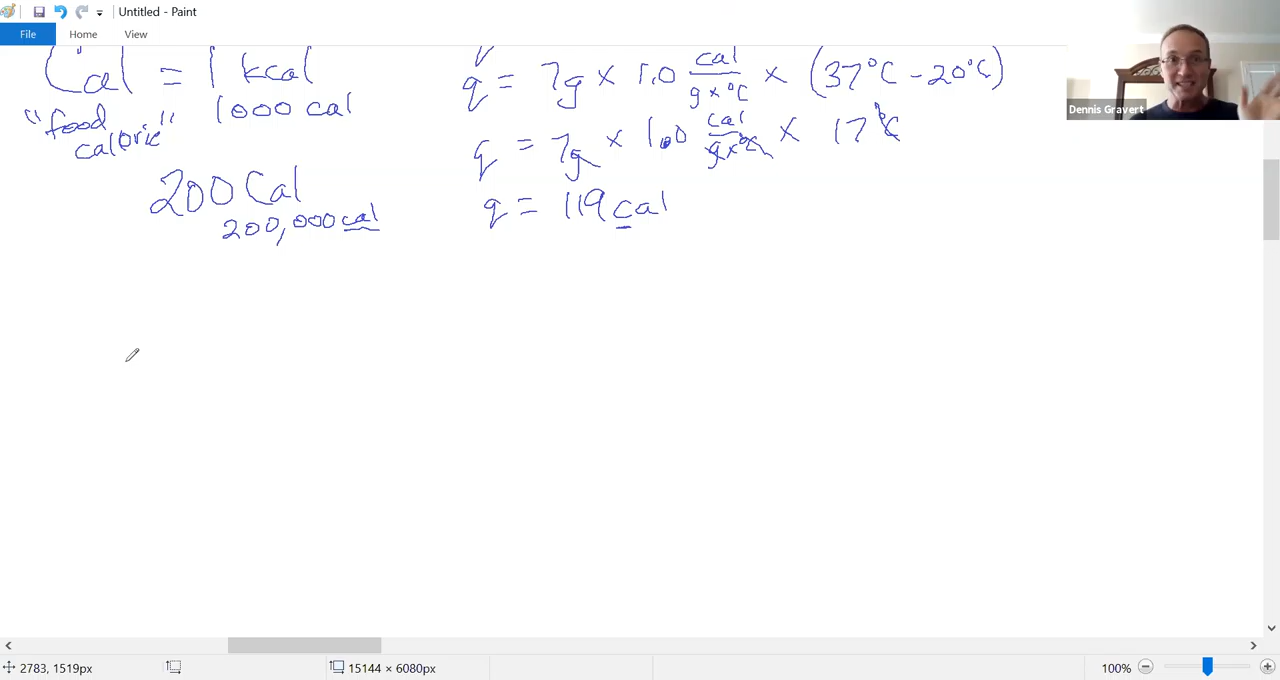 Untitled - Paint
File Home View
Cal = 1 kcal
1000 cal
"food calorie"
200 Cal
200,000 cal
q = 7g x 1.0 cal/g x °C x (37°C - 20°C)
q = 7g x 1.0 cal/g x °C x 17°C
q = 119 cal
Dennis Gravert
2783, 1519px
15144 × 6080px
100%